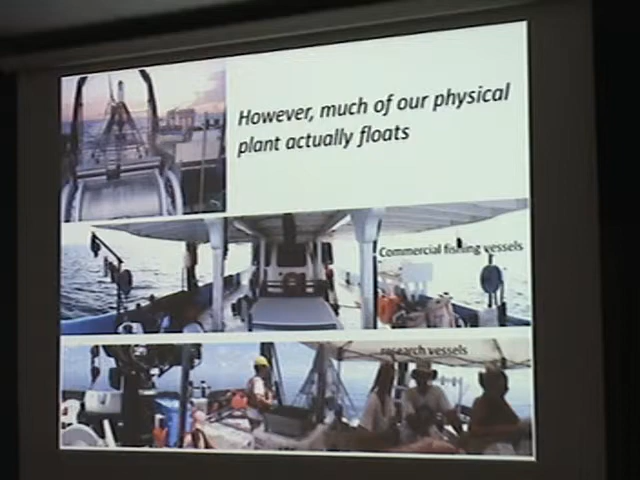 However, much of our physical
plant actually floats
Commercial fishing vessels
research vessels